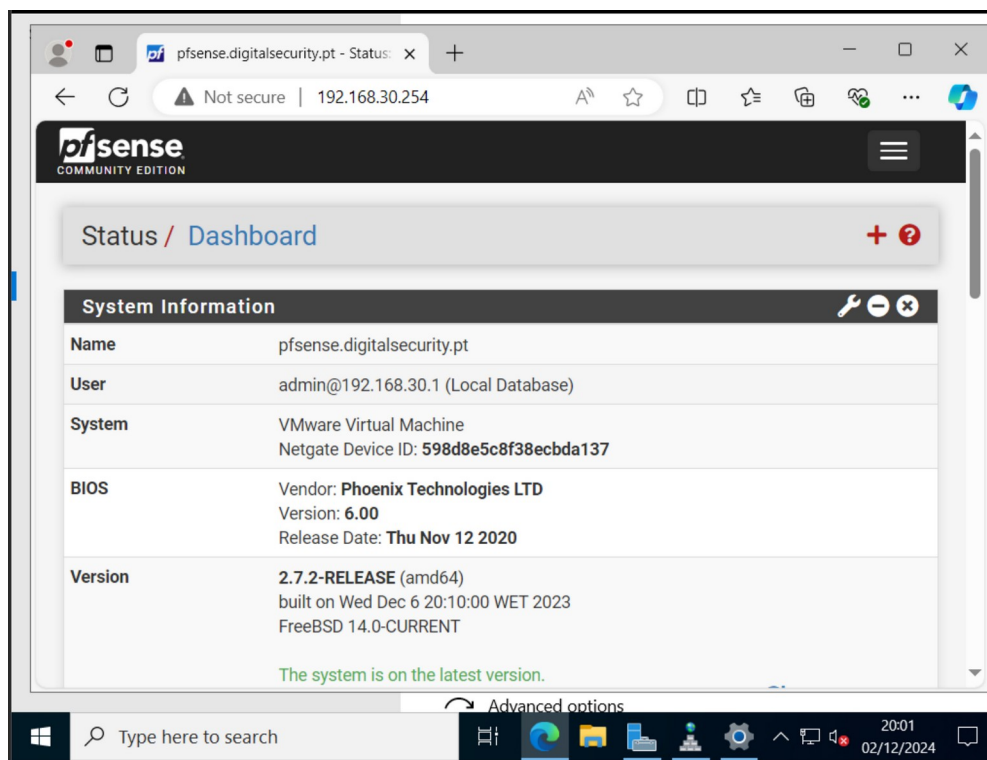 pfsense.digitalsecurity.pt - Status:
Not secure | 192.168.30.254
pfsense
COMMUNITY EDITION
Status / Dashboard
System Information
Name pfsense.digitalsecurity.pt
User admin@192.168.30.1 (Local Database)
System VMware Virtual Machine
Netgate Device ID: 598d8e5c8f38ecbda137
BIOS Vendor: Phoenix Technologies LTD
Version: 6.00
Release Date: Thu Nov 12 2020
Version 2.7.2-RELEASE (amd64)
built on Wed Dec 6 20:10:00 WET 2023
FreeBSD 14.0-CURRENT
The system is on the latest version.
Advanced options
Type here to search
20:01
02/12/2024